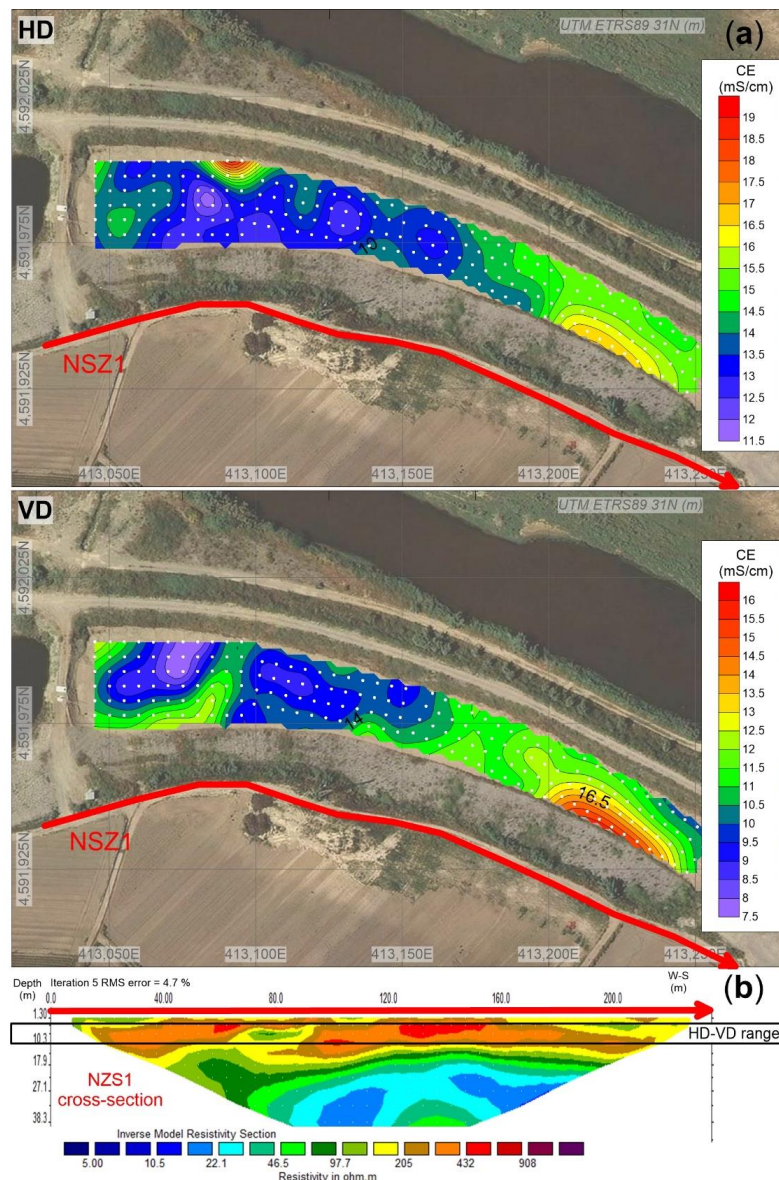 HD
UTM ETRS89 31N (m)
(a)
CE
(mS/cm)
19
18
17
16.5
16
15.5
15
14.5
14
13.5
13
12.5
12
11.5
4,592,025N
4,591,975N
4,591,925N
10
NSZ1
413,050E
413,100E
413,150E
413,200E
413,250E
VD
UTM ETRS89 31N (m)
CE
(mS/cm)
16
15
14.5
14
13.5
13
12.5
12
11.5
11
10.5
10
9.5
9
8.5
8
7.5
4,592,025N
4,591,975N
4,591,925N
14
16.5
NSZ1
413,050E
413,100E
413,150E
413,200E
413,250E
Depth
(m)
Iteration 5 RMS error = 4.7 %
W-S
(m)
(b)
0.0
40.00
80.0
120.0
160.0
200.0
1.30
10.3
17.9
27.1
38.3
HD-VD range
NZS1
cross-section
Inverse Model Resistivity Section
5.00
10.5
22.1
46.5
97.7
205
432
908
Resistivity in ohm.m